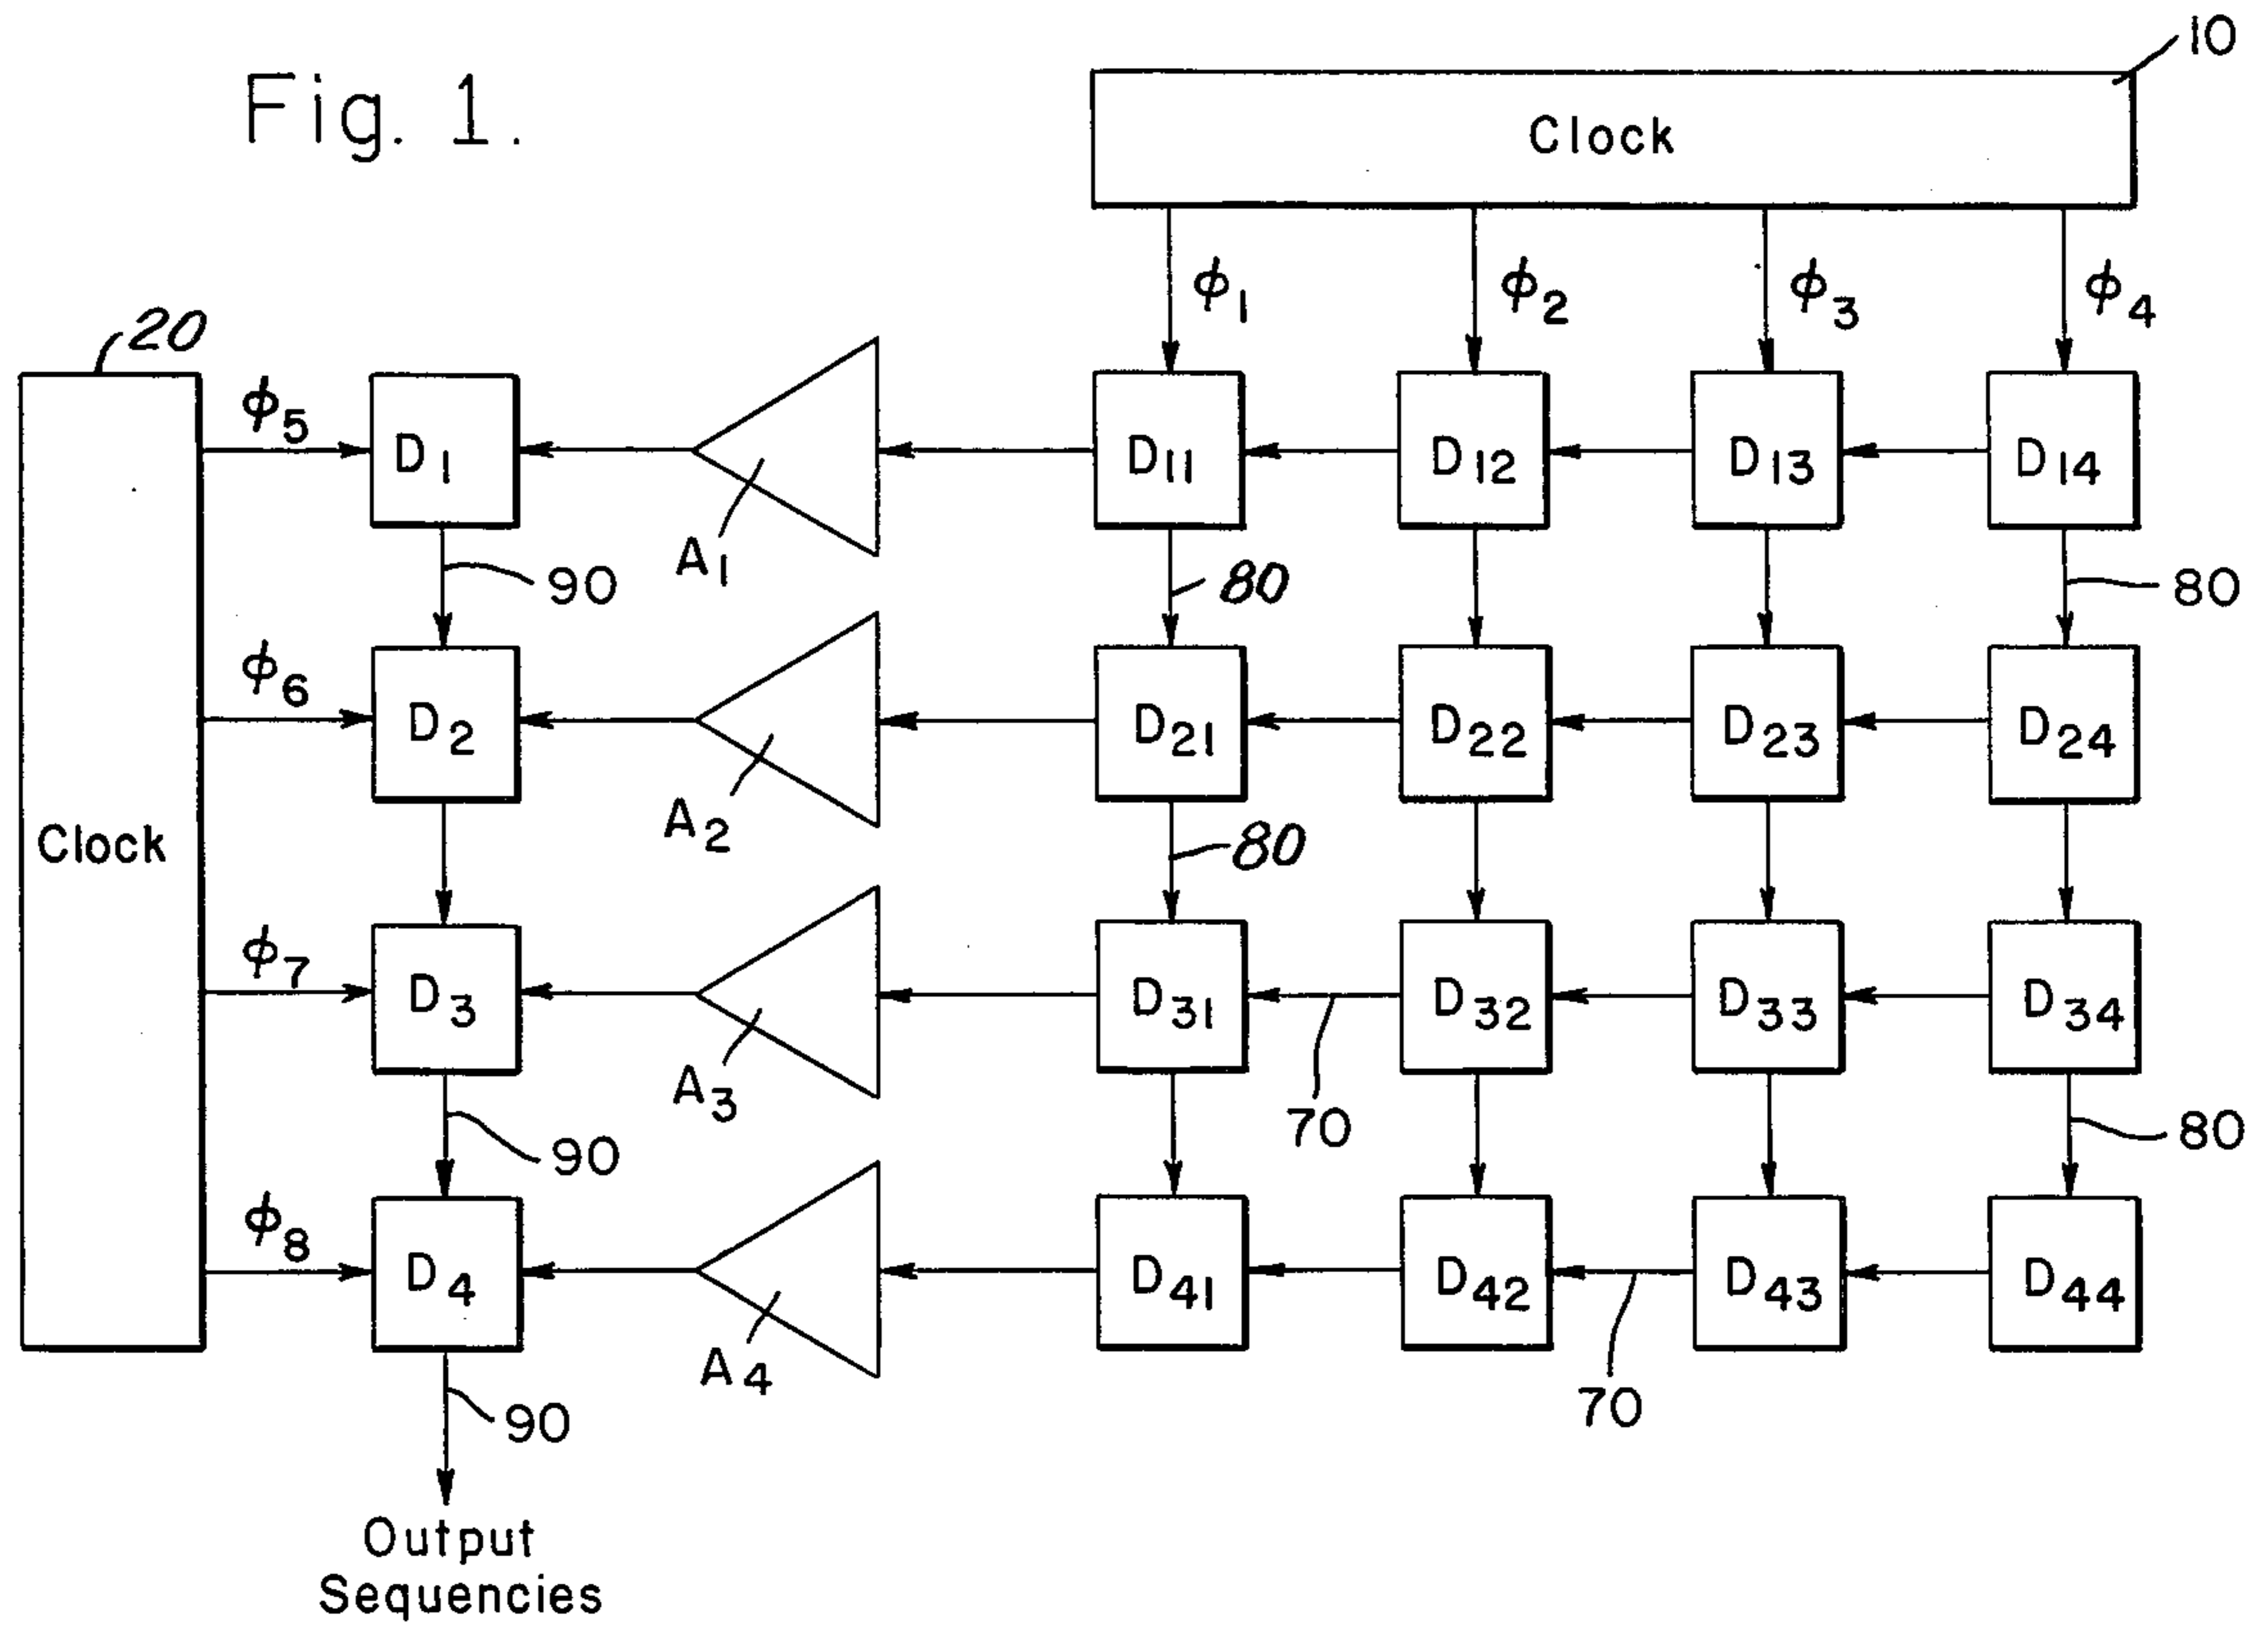 Fig. 1.
10
Clock
ϕ1 ϕ2 ϕ3 ϕ4
20
ϕ5 D1 A1 D11 D12 D13 D14
90 80 80
ϕ6 D2 A2 D21 D22 D23 D24
80
Clock
ϕ7 D3 A3 D31 D32 D33 D34
90 70 80
ϕ8 D4 A4 D41 D42 D43 D44
90 70
Output
Sequencies